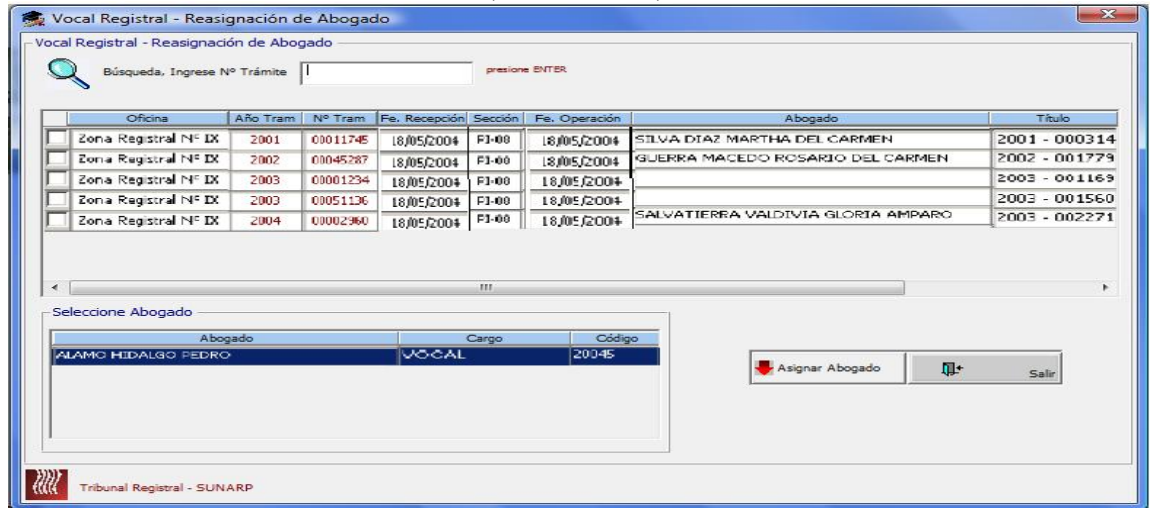 Vocal Registral - Reasignación de Abogado
Vocal Registral - Reasignación de Abogado
Búsqueda, Ingrese Nº Trámite presione ENTER
Oficina Año Tram Nº Tram Fe. Recepción Sección Fe. Operación Abogado Título
Zona Registral Nº IX 2001 00011745 18/05/2004 FJ-00 18/05/2004 SILVA DIAZ MARTHA DEL CARMEN 2001 - 000314
Zona Registral Nº IX 2002 00045287 18/05/2004 FJ-00 18/05/2004 GUERRA MACEDO ROSARIO DEL CARMEN 2002 - 001779
Zona Registral Nº IX 2003 00001234 18/05/2004 FJ-00 18/05/2004 2003 - 001169
Zona Registral Nº IX 2003 00051136 18/05/2004 FJ-00 18/05/2004 2003 - 001560
Zona Registral Nº IX 2004 00002960 18/05/2004 FJ-00 18/05/2004 SALVATIERRA VALDIVIA GLORIA AMPARO 2003 - 002271
Seleccione Abogado
Abogado Cargo Código
ALAMO HIDALGO PEDRO VOCAL 20045
Asignar Abogado Salir
Tribunal Registral - SUNARP